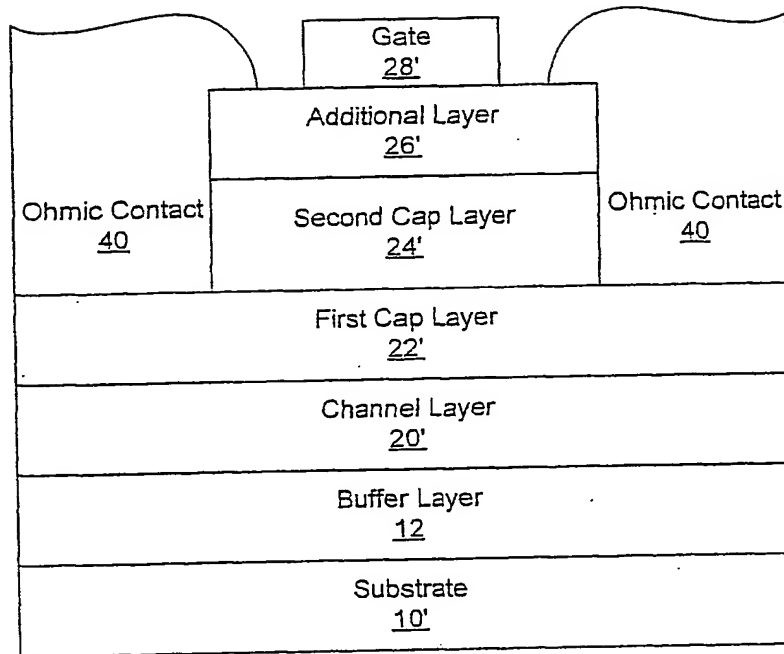 Gate
28'
Additional Layer
26'
Ohmic Contact
40
Second Cap Layer
24'
Ohmic Contact
40
First Cap Layer
22'
Channel Layer
20'
Buffer Layer
12
Substrate
10'